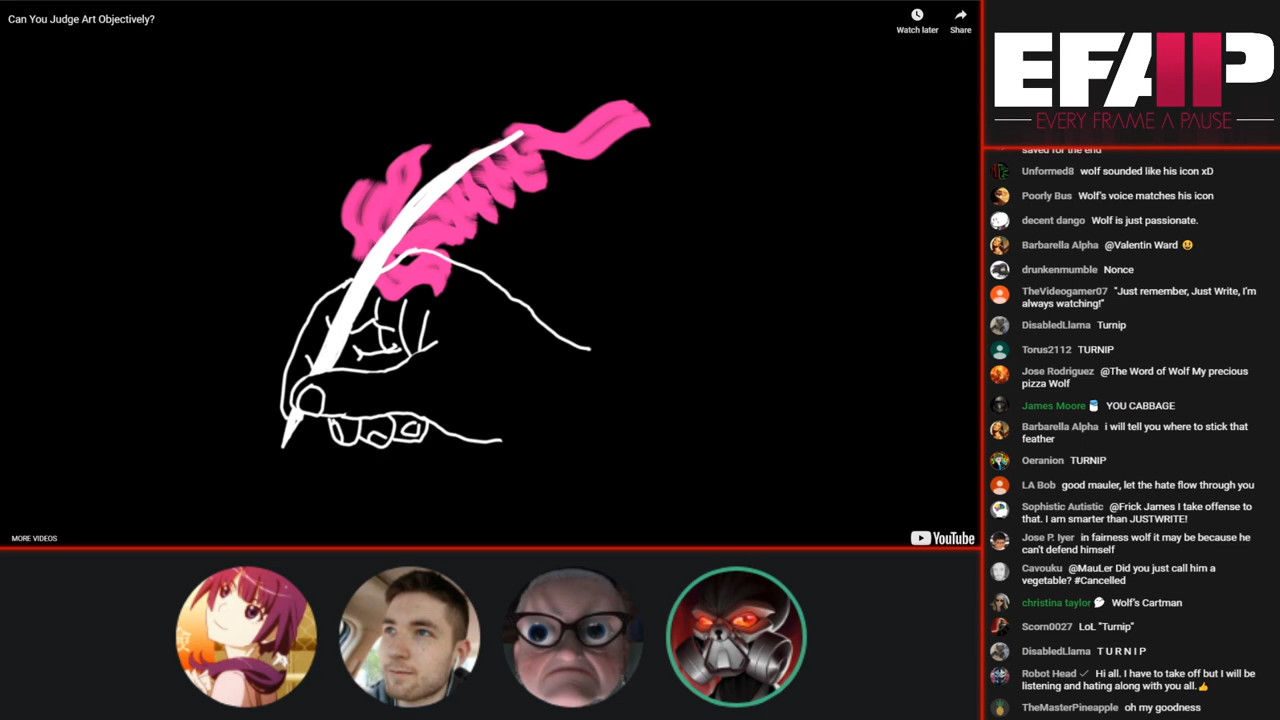 Can You Judge Art Objectively?
Watch later
Share
MORE VIDEOS
YouTube
EFAP
EVERY FRAME A PAUSE
saved for the end
Unformed8 wolf sounded like his icon xD
Poorly Bus Wolf's voice matches his icon
decent dango Wolf is just passionate.
Barbarella Alpha @Valentin Ward
drunkenmumble Nonce
TheVideogamer07 "Just remember, Just Write, I'm
always watching!"
DisabledLlama Turnip
Torus2112 TURNIP
Jose Rodriguez @The Word of Wolf My precious
pizza Wolf
James Moore YOU CABBAGE
Barbarella Alpha i will tell you where to stick that
feather
Oeranion TURNIP
LA Bob good mauler, let the hate flow through you
Sophistic Autistic @Frick James I take offense to
that. I am smarter than JUSTWRITE!
Jose P. Iyer in fairness wolf it may be because he
can't defend himself
Cavouku @MauLer Did you just call him a
vegetable? #Cancelled
christina taylor Wolf's Cartman
Scorn0027 LoL "Turnip"
DisabledLlama T U R N I P
Robot Head Hi all. I have to take off but I will be
listening and hating along with you all.
TheMasterPineapple oh my goodness